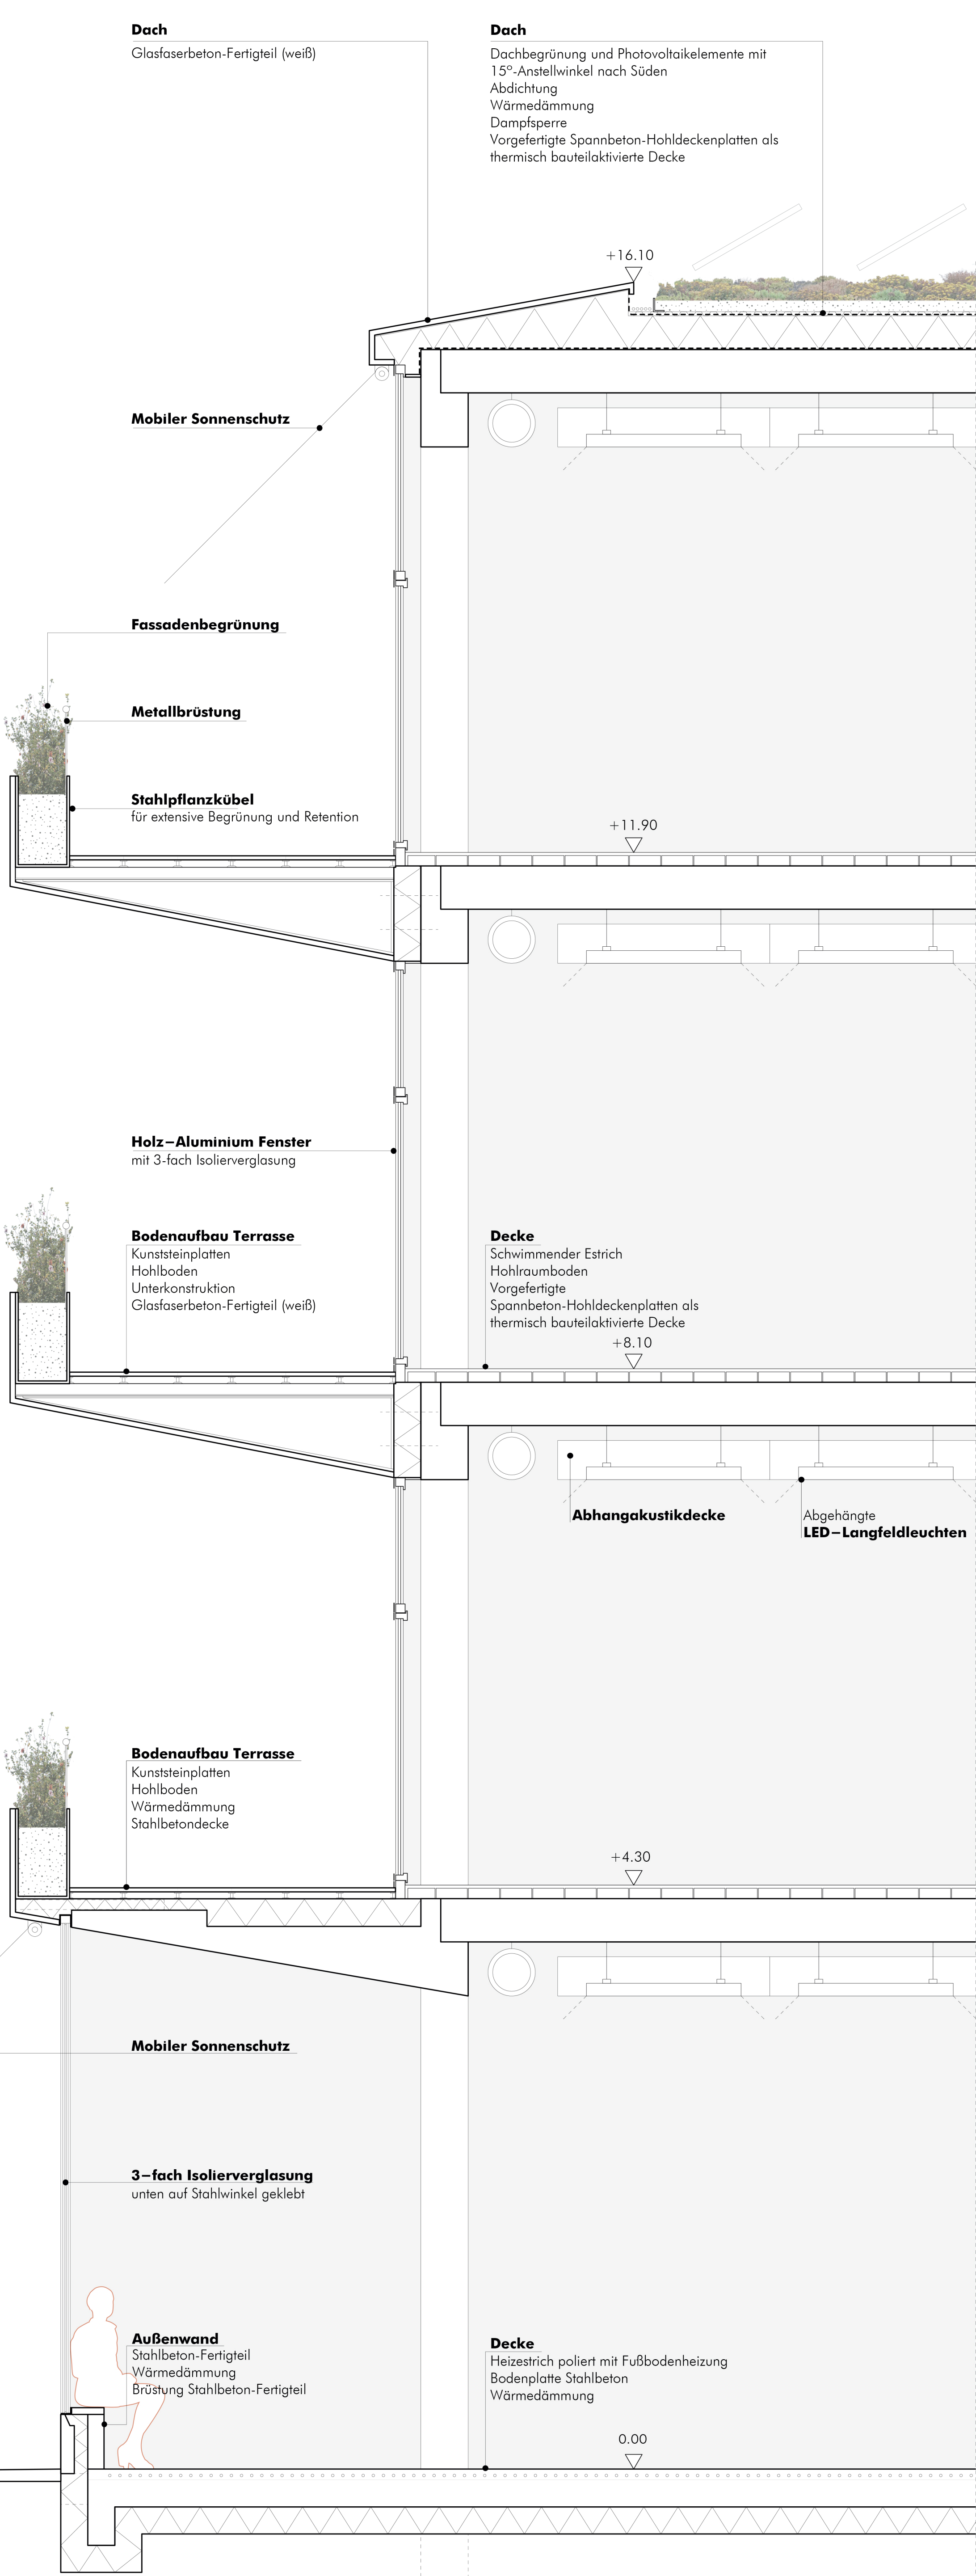 Dach
Glasfaserbeton-Fertigteil (weiß)
Dach
Dachbegrünung und Photovoltaikelemente mit
15°-Anstellwinkel nach Süden
Abdichtung
Wärmedämmung
Dampfsperre
Vorgefertigte Spannbeton-Hohldeckenplatten als
thermisch bauteilaktivierte Decke
+16.10
Mobiler Sonnenschutz
Fassadenbegrünung
Metallbrüstung
Stahlpflanzkübel
für extensive Begrünung und Retention
+11.90
Holz–Aluminium Fenster
mit 3-fach Isolierverglasung
Bodenaufbau Terrasse
Kunststeinplatten
Hohlboden
Unterkonstruktion
Glasfaserbeton-Fertigteil (weiß)
Decke
Schwimmender Estrich
Hohlraumboden
Vorgefertigte
Spannbeton-Hohldeckenplatten als
thermisch bauteilaktivierte Decke
+8.10
Abhangakustikdecke
Abgehängte
LED–Langfeldleuchten
Bodenaufbau Terrasse
Kunststeinplatten
Hohlboden
Wärmedämmung
Stahlbetondecke
+4.30
Mobiler Sonnenschutz
3–fach Isolierverglasung
unten auf Stahlwinkel geklebt
Außenwand
Stahlbeton-Fertigteil
Wärmedämmung
Brüstung Stahlbeton-Fertigteil
Decke
Heizestrich poliert mit Fußbodenheizung
Bodenplatte Stahlbeton
Wärmedämmung
0.00